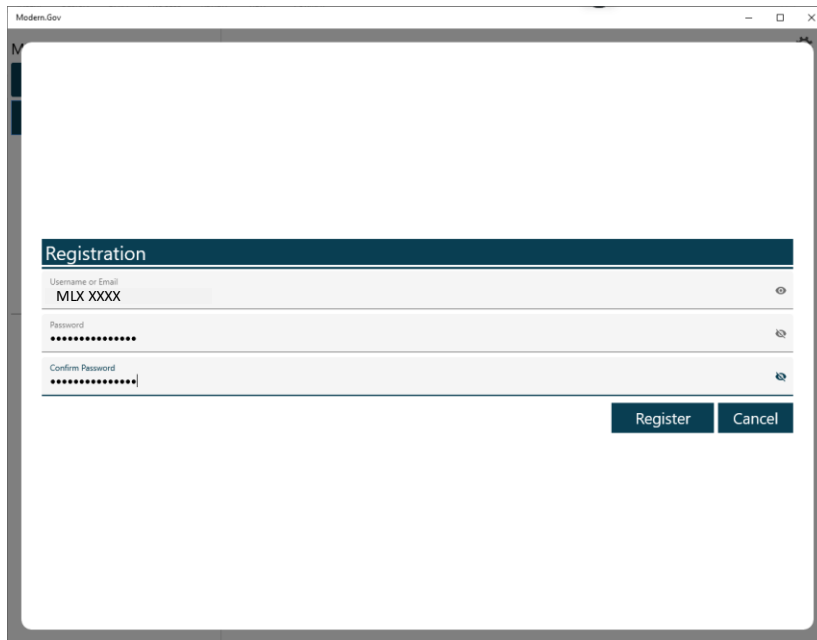 Modern.Gov
M
Registration
Username or Email
MLX XXXX
Password
•••••••••••••••
Confirm Password
•••••••••••••••
Register
Cancel